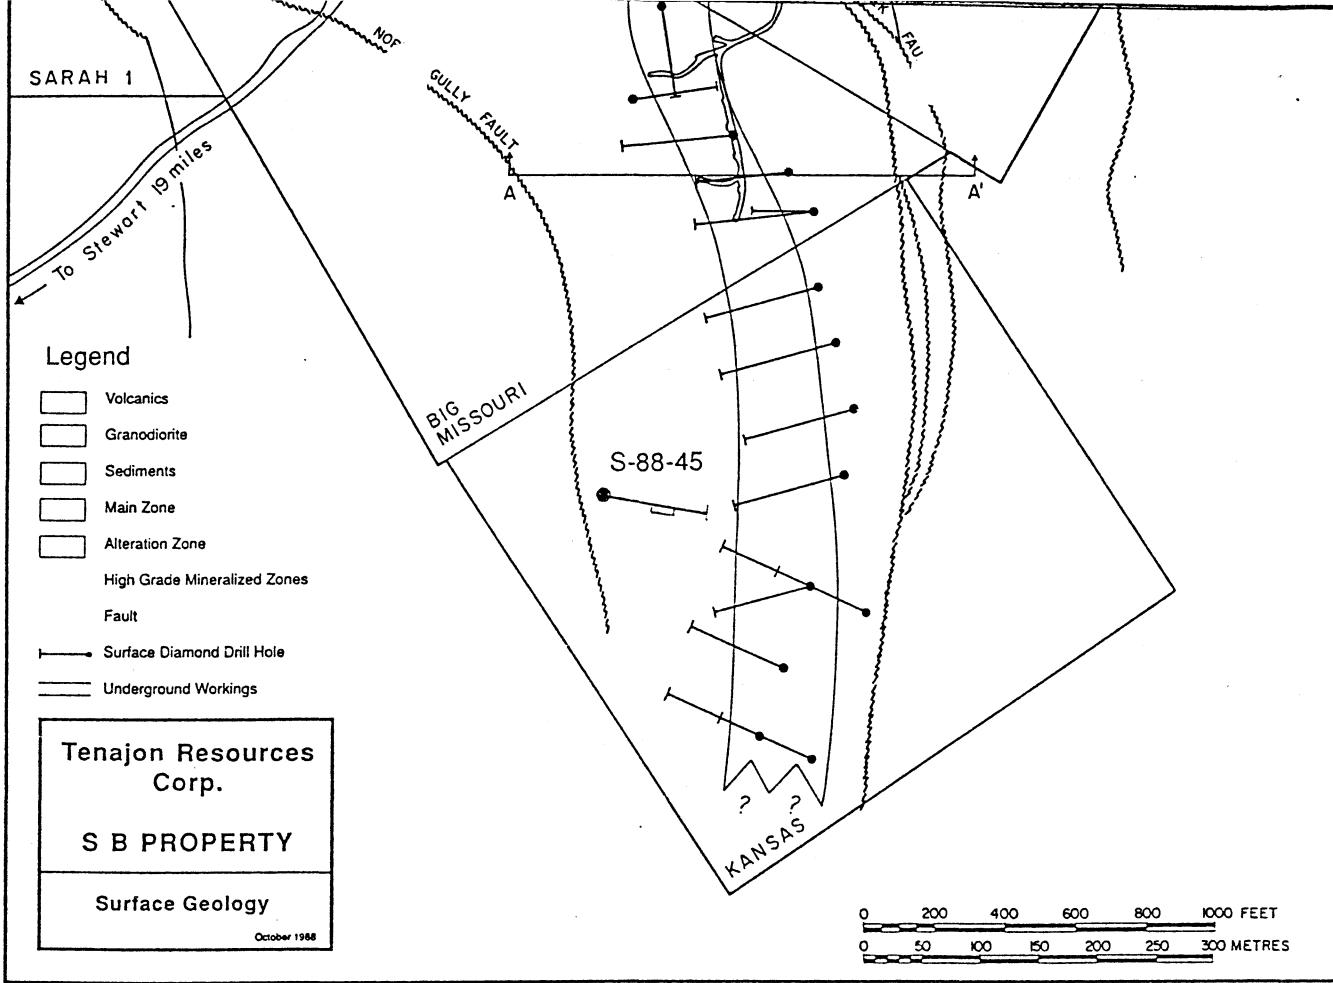 SARAH 1
To Stewart 19 miles
GULLY FAULT
A
A'
BIG
MISSOURI
S-88-45
Legend
Volcanics
Granodiorite
Sediments
Main Zone
Alteration Zone
High Grade Mineralized Zones
Fault
Surface Diamond Drill Hole
Underground Workings
Tenajon Resources
Corp.
S B PROPERTY
Surface Geology
October 1988
? ?
KANSAS
0 200 400 600 800 1000 FEET
0 50 100 150 200 250 300 METRES